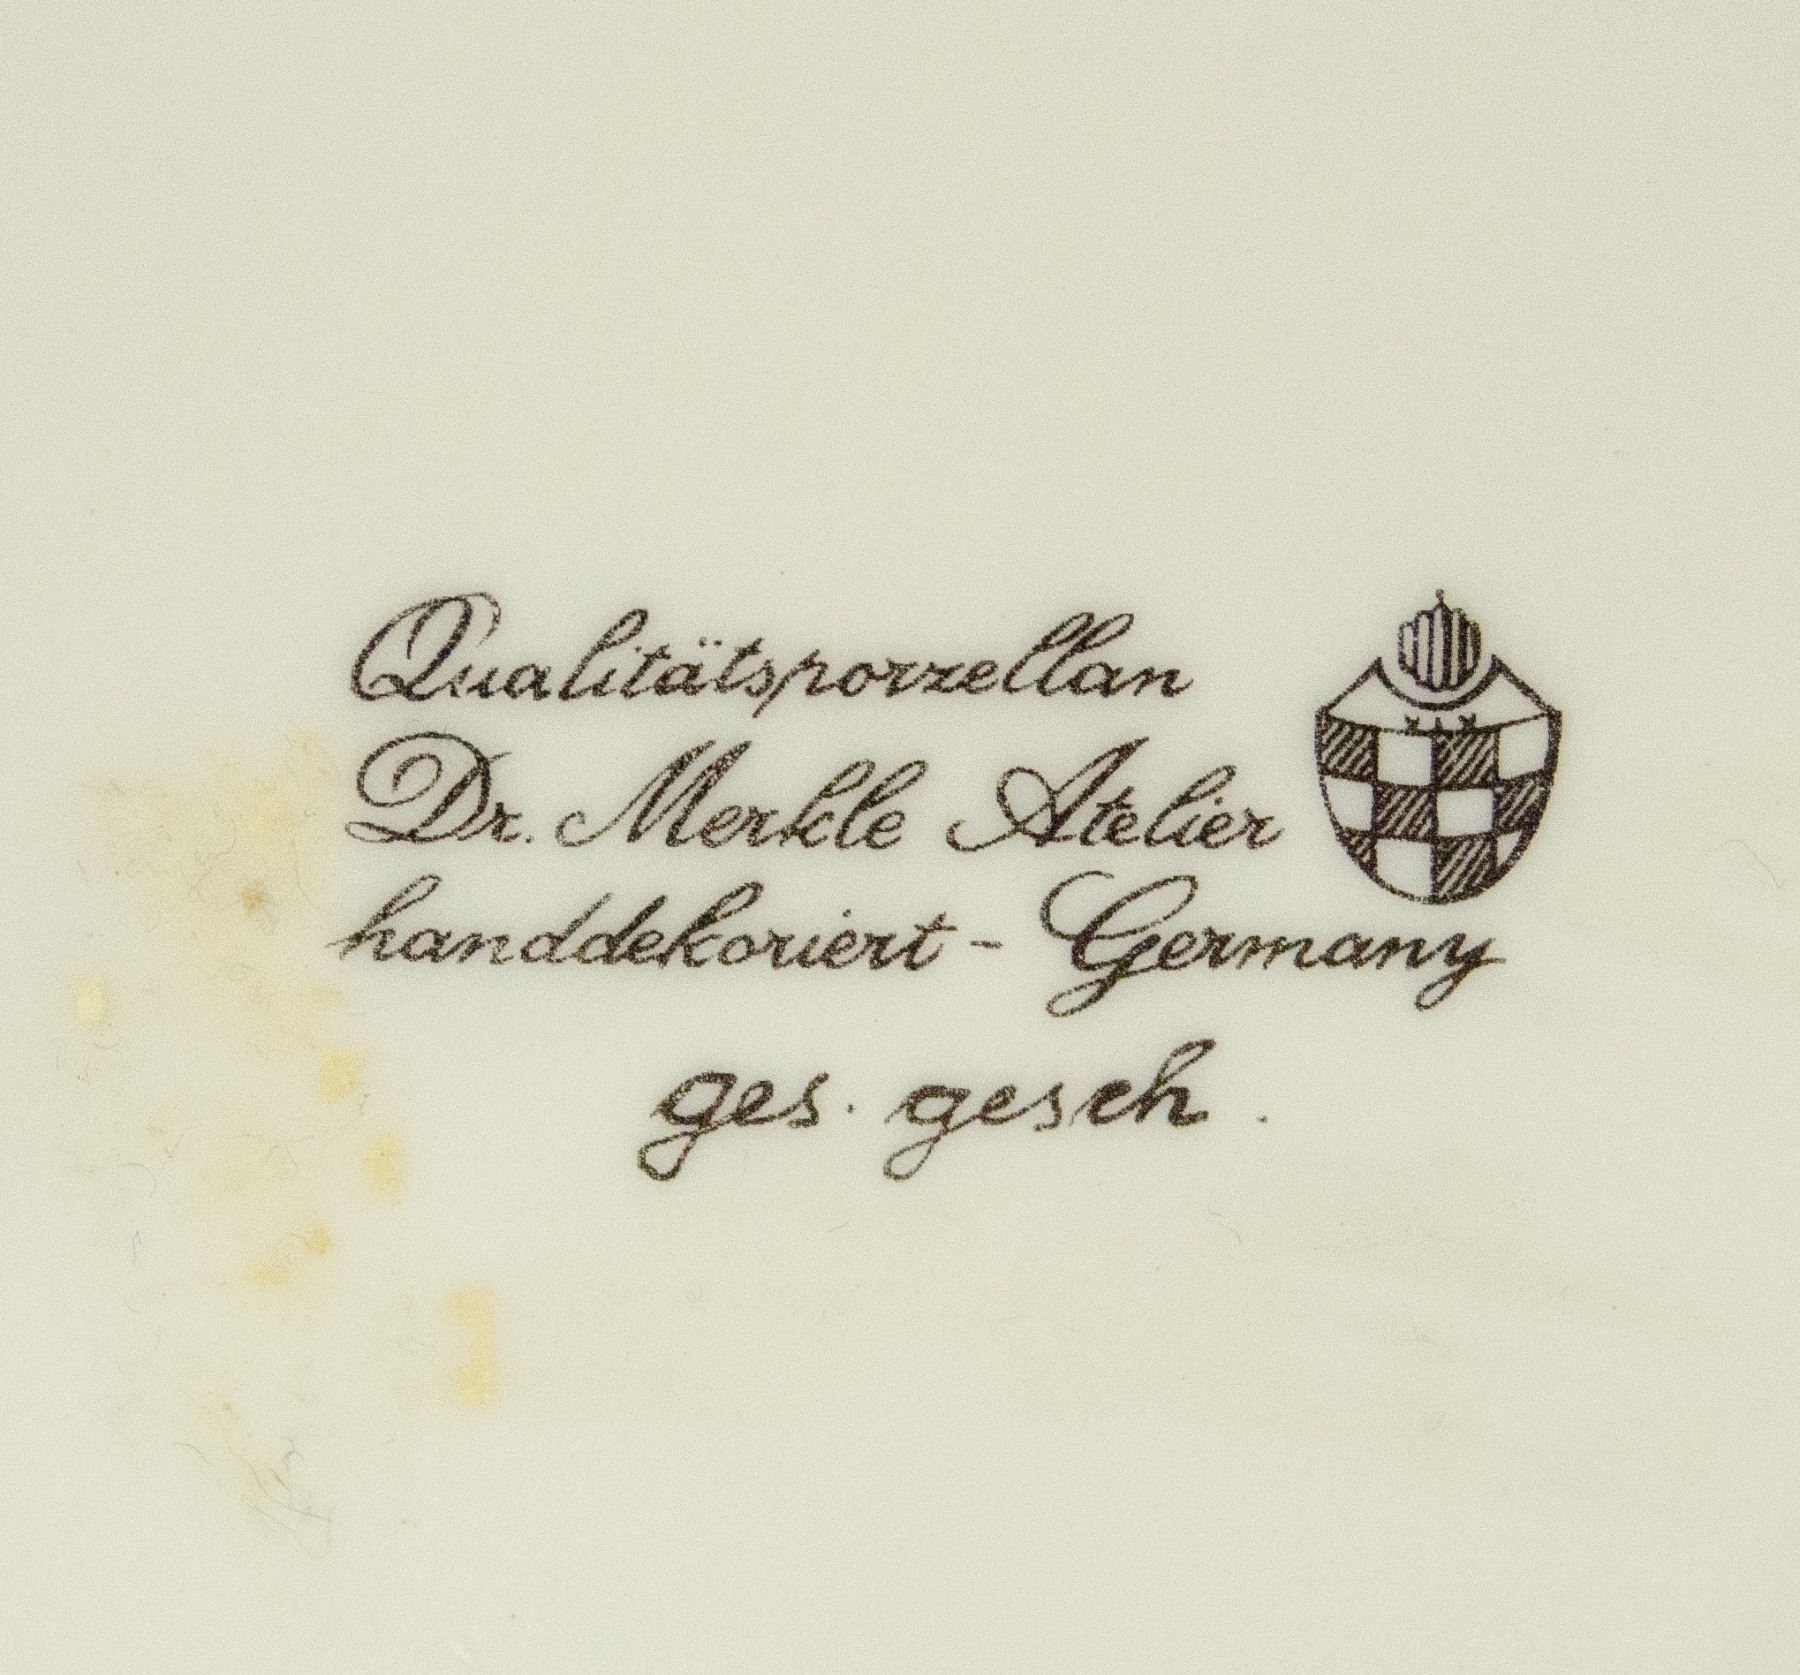 Qualitätsporzellan
Dr. Merkle Atelier
handdekoriert - Germany
ges. gesch.